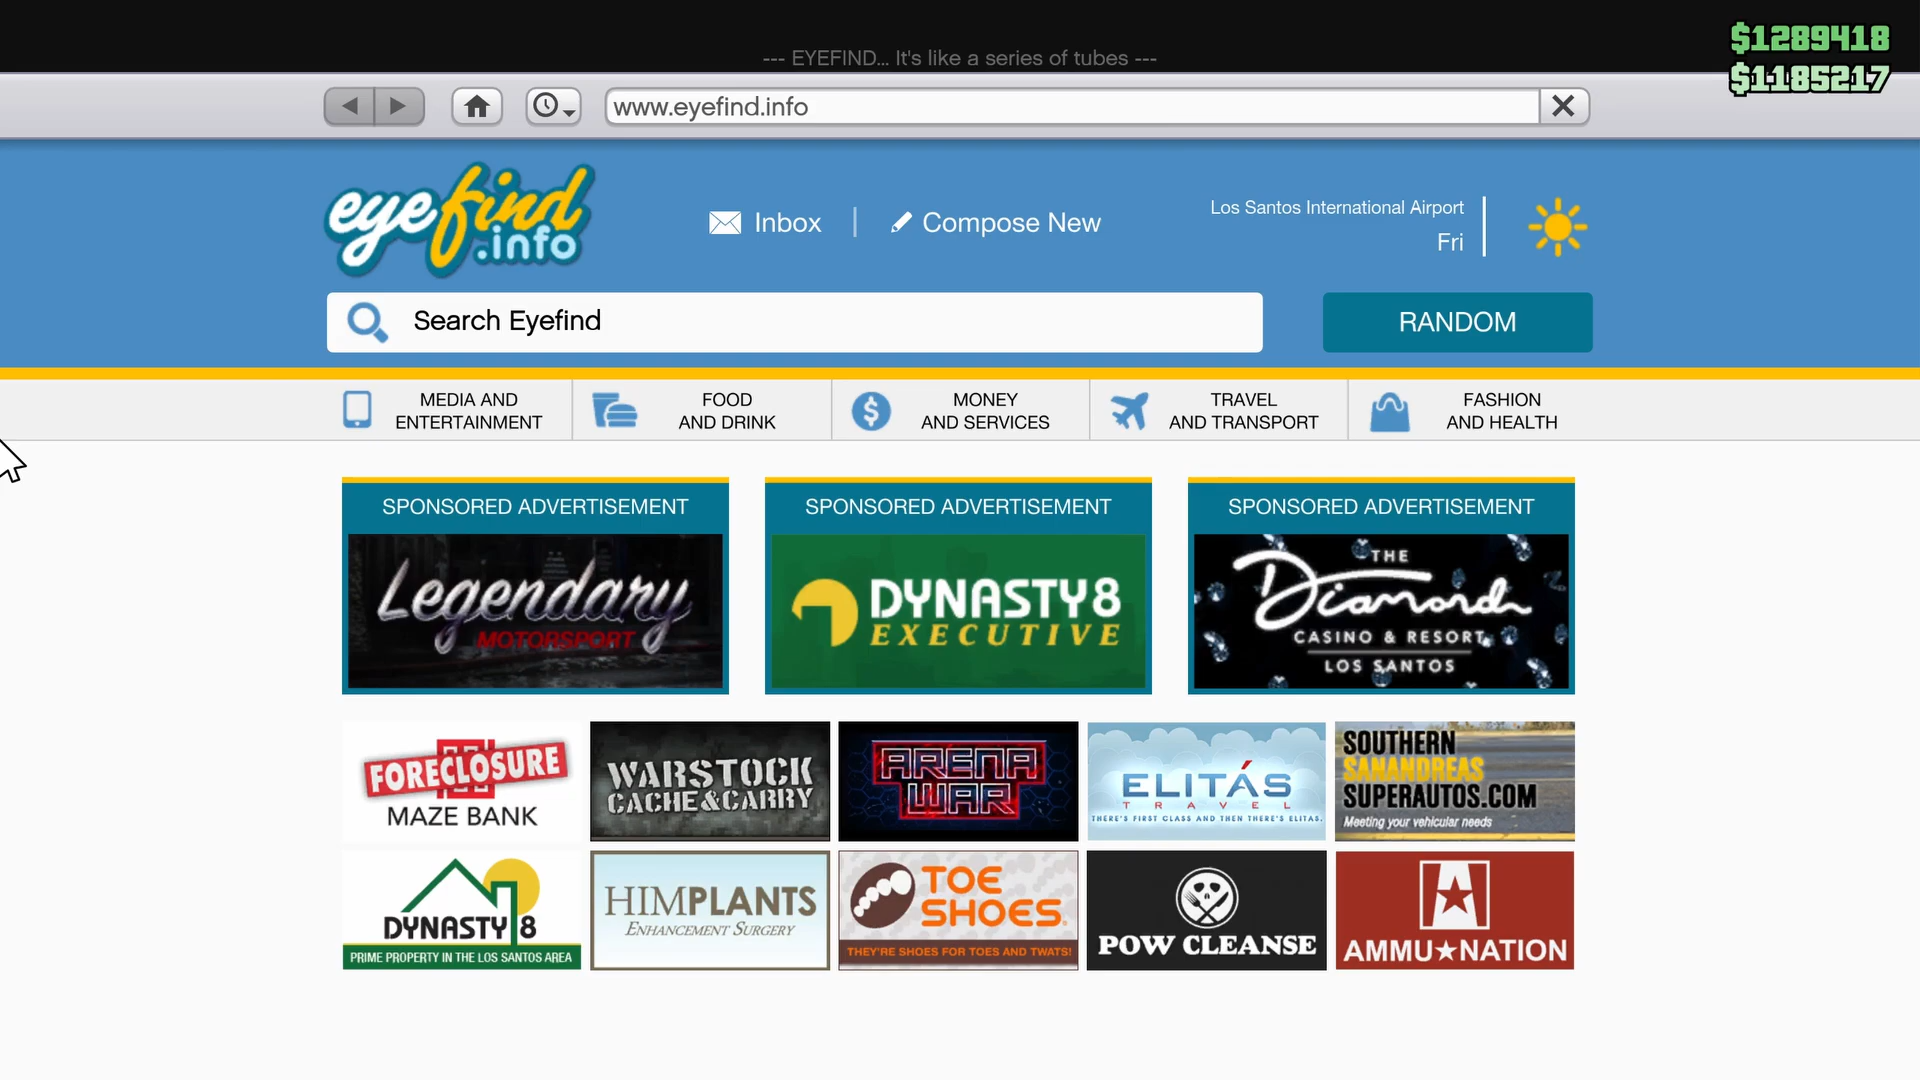 --- EYEFIND... It's like a series of tubes ---
$1289418
$1185217
www.eyefind.info
eyefind
.info
Inbox
Compose New
Los Santos International Airport
Fri
Search Eyefind
RANDOM
MEDIA AND
ENTERTAINMENT
FOOD
AND DRINK
MONEY
AND SERVICES
TRAVEL
AND TRANSPORT
FASHION
AND HEALTH
SPONSORED ADVERTISEMENT
Legendary
MOTORSPORT
SPONSORED ADVERTISEMENT
DYNASTY8
EXECUTIVE
SPONSORED ADVERTISEMENT
THE
Diamond
CASINO & RESORT
LOS SANTOS
FORECLOSURE
MAZE BANK
WARSTOCK
CACHE&CARRY
ARENA
WAR
ELITÁS
TRAVEL
THERE'S FIRST CLASS AND THEN THERE'S ELITAS.
SOUTHERN
SANANDREAS
SUPERAUTOS.COM
Meeting your vehicular needs
DYNASTY 8
PRIME PROPERTY IN THE LOS SANTOS AREA
HIMPLANTS
ENHANCEMENT SURGERY
TOE
SHOES
THEY'RE SHOES FOR TOES AND TWATS!
POW CLEANSE
AMMU★NATION